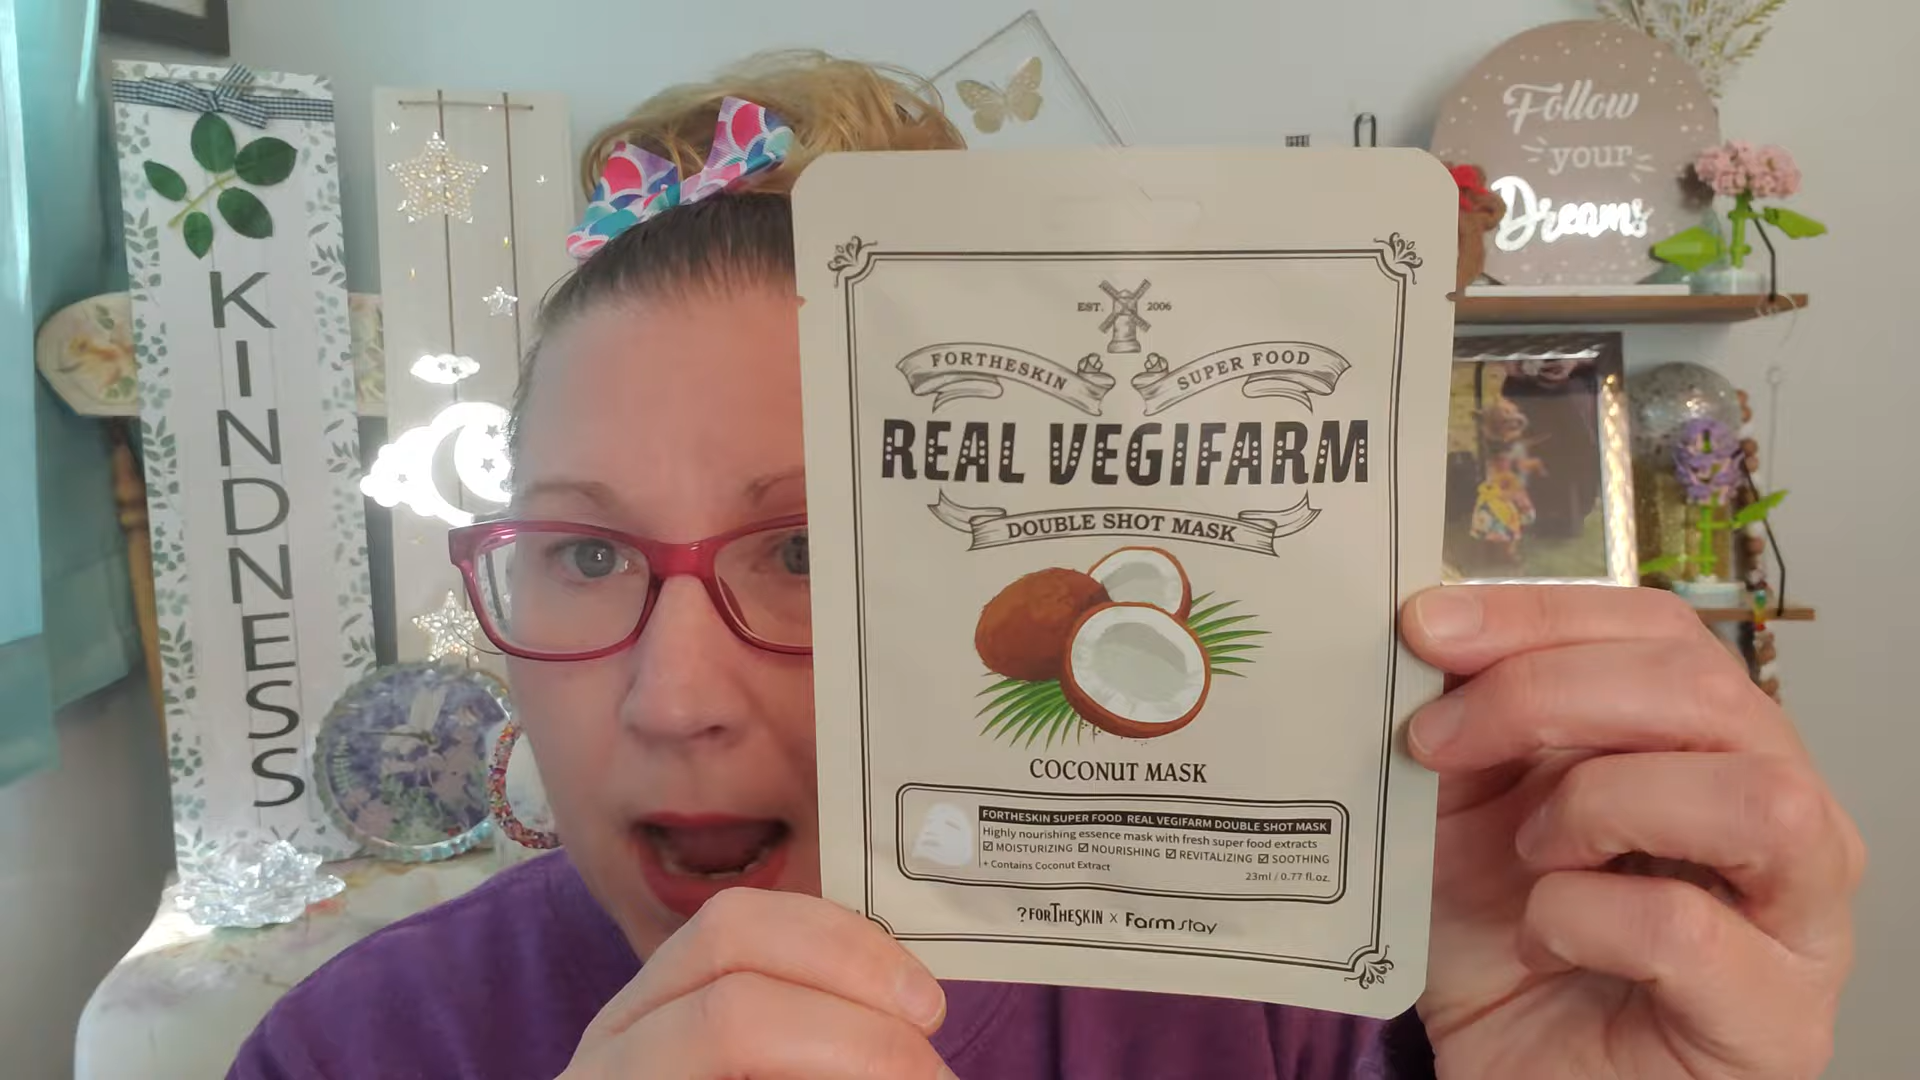 KINDNESS
Follow
your
Dreams
EST. 2006
FORTHESKIN SUPER FOOD
REAL VEGIFARM
DOUBLE SHOT MASK
COCONUT MASK
FORTHESKIN SUPER FOOD REAL VEGIFARM DOUBLE SHOT MASK
Highly nourishing essence mask with fresh super food extracts
☑ MOISTURIZING ☑ NOURISHING ☑ REVITALIZING ☑ SOOTHING
+ Contains Coconut Extract
23ml / 0.77 fl.oz.
?FORTHESKIN x Farmstay